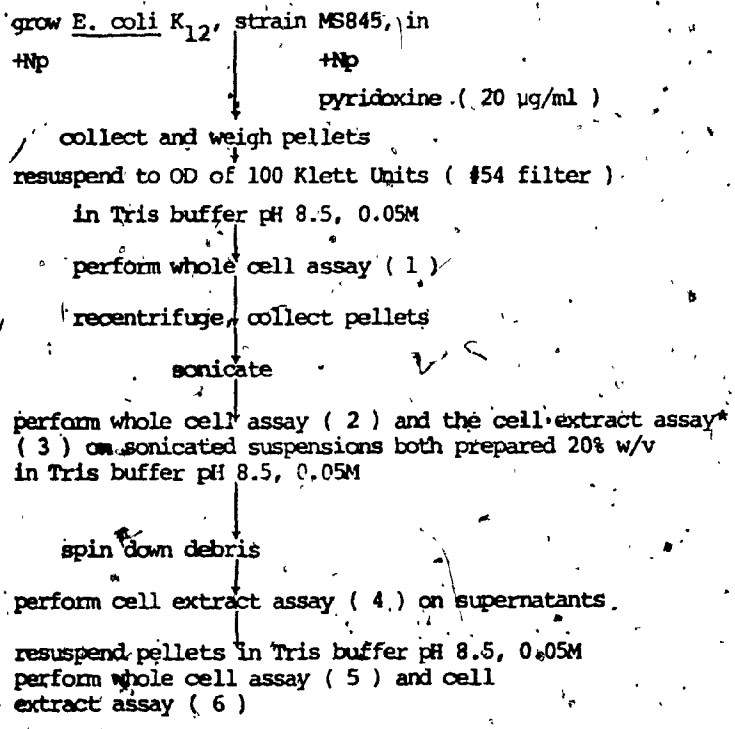 grow E. coli K12, strain MS845, in
+Np +Np
pyridoxine ( 20 µg/ml )
collect and weigh pellets
resuspend to OD of 100 Klett Units ( #54 filter )
in Tris buffer pH 8.5, 0.05M
perform whole cell assay ( 1 )
recentrifuge, collect pellets
sonicate
perform whole cell assay ( 2 ) and the cell extract assay*
( 3 ) on sonicated suspensions both prepared 20% w/v
in Tris buffer pH 8.5, 0.05M
spin down debris
perform cell extract assay ( 4 ) on supernatants
resuspend pellets in Tris buffer pH 8.5, 0.05M
perform whole cell assay ( 5 ) and cell
extract assay ( 6 )